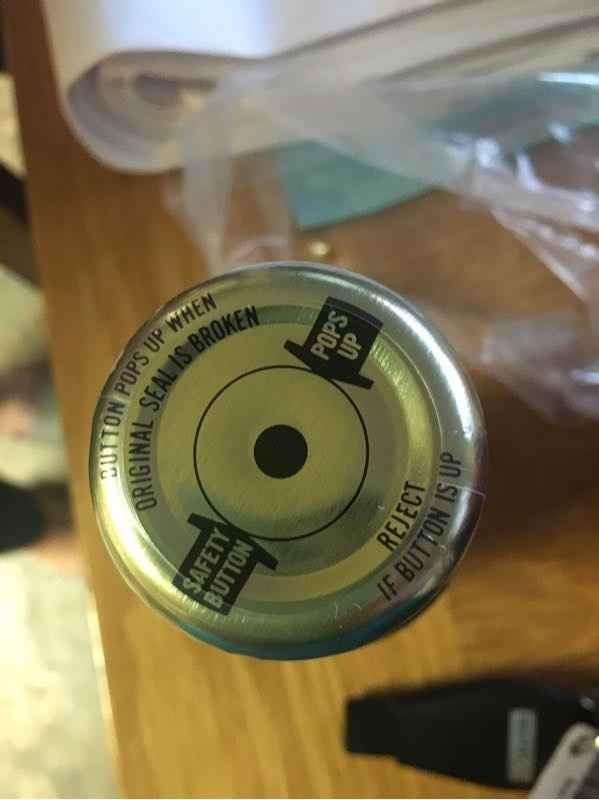 BUTTON POPS UP WHEN
ORIGINAL SEAL IS BROKEN
POPS
UP
SAFETY
BUTTON
REJECT
IF BUTTON IS UP